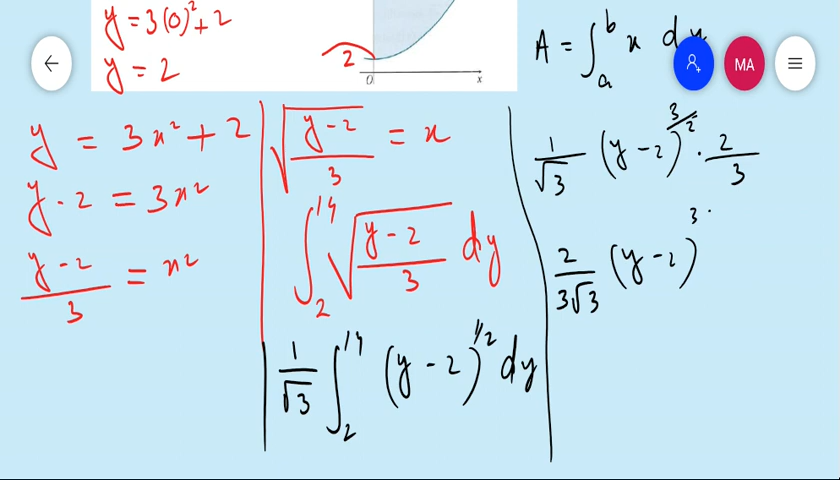 y = 3(0)² + 2
y = 2
2
0
x
A = ∫ₐᵇ x dy
MA
y = 3x² + 2
y - 2 = 3x²
(y-2)/3 = x²
√((y-2)/3) = x
∫₂¹⁴ √((y-2)/3) dy
1/√3 ∫₂¹⁴ (y-2)^(1/2) dy
1/√3 (y-2)^(3/2) · 2/3
2/(3√3) (y-2)^3